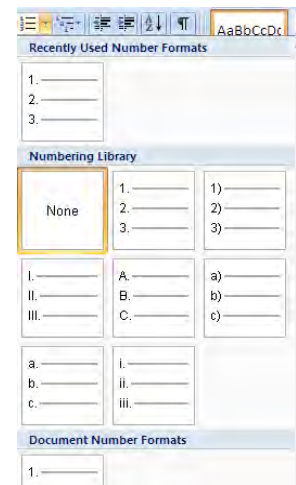 AaBbCcDc
Recently Used Number Formats
1.
2.
3.
Numbering Library
None
1.
2.
3.
1)
2)
3)
I.
II.
III.
A.
B.
C.
a)
b)
c)
a.
b.
c.
i.
ii.
iii.
Document Number Formats
1.